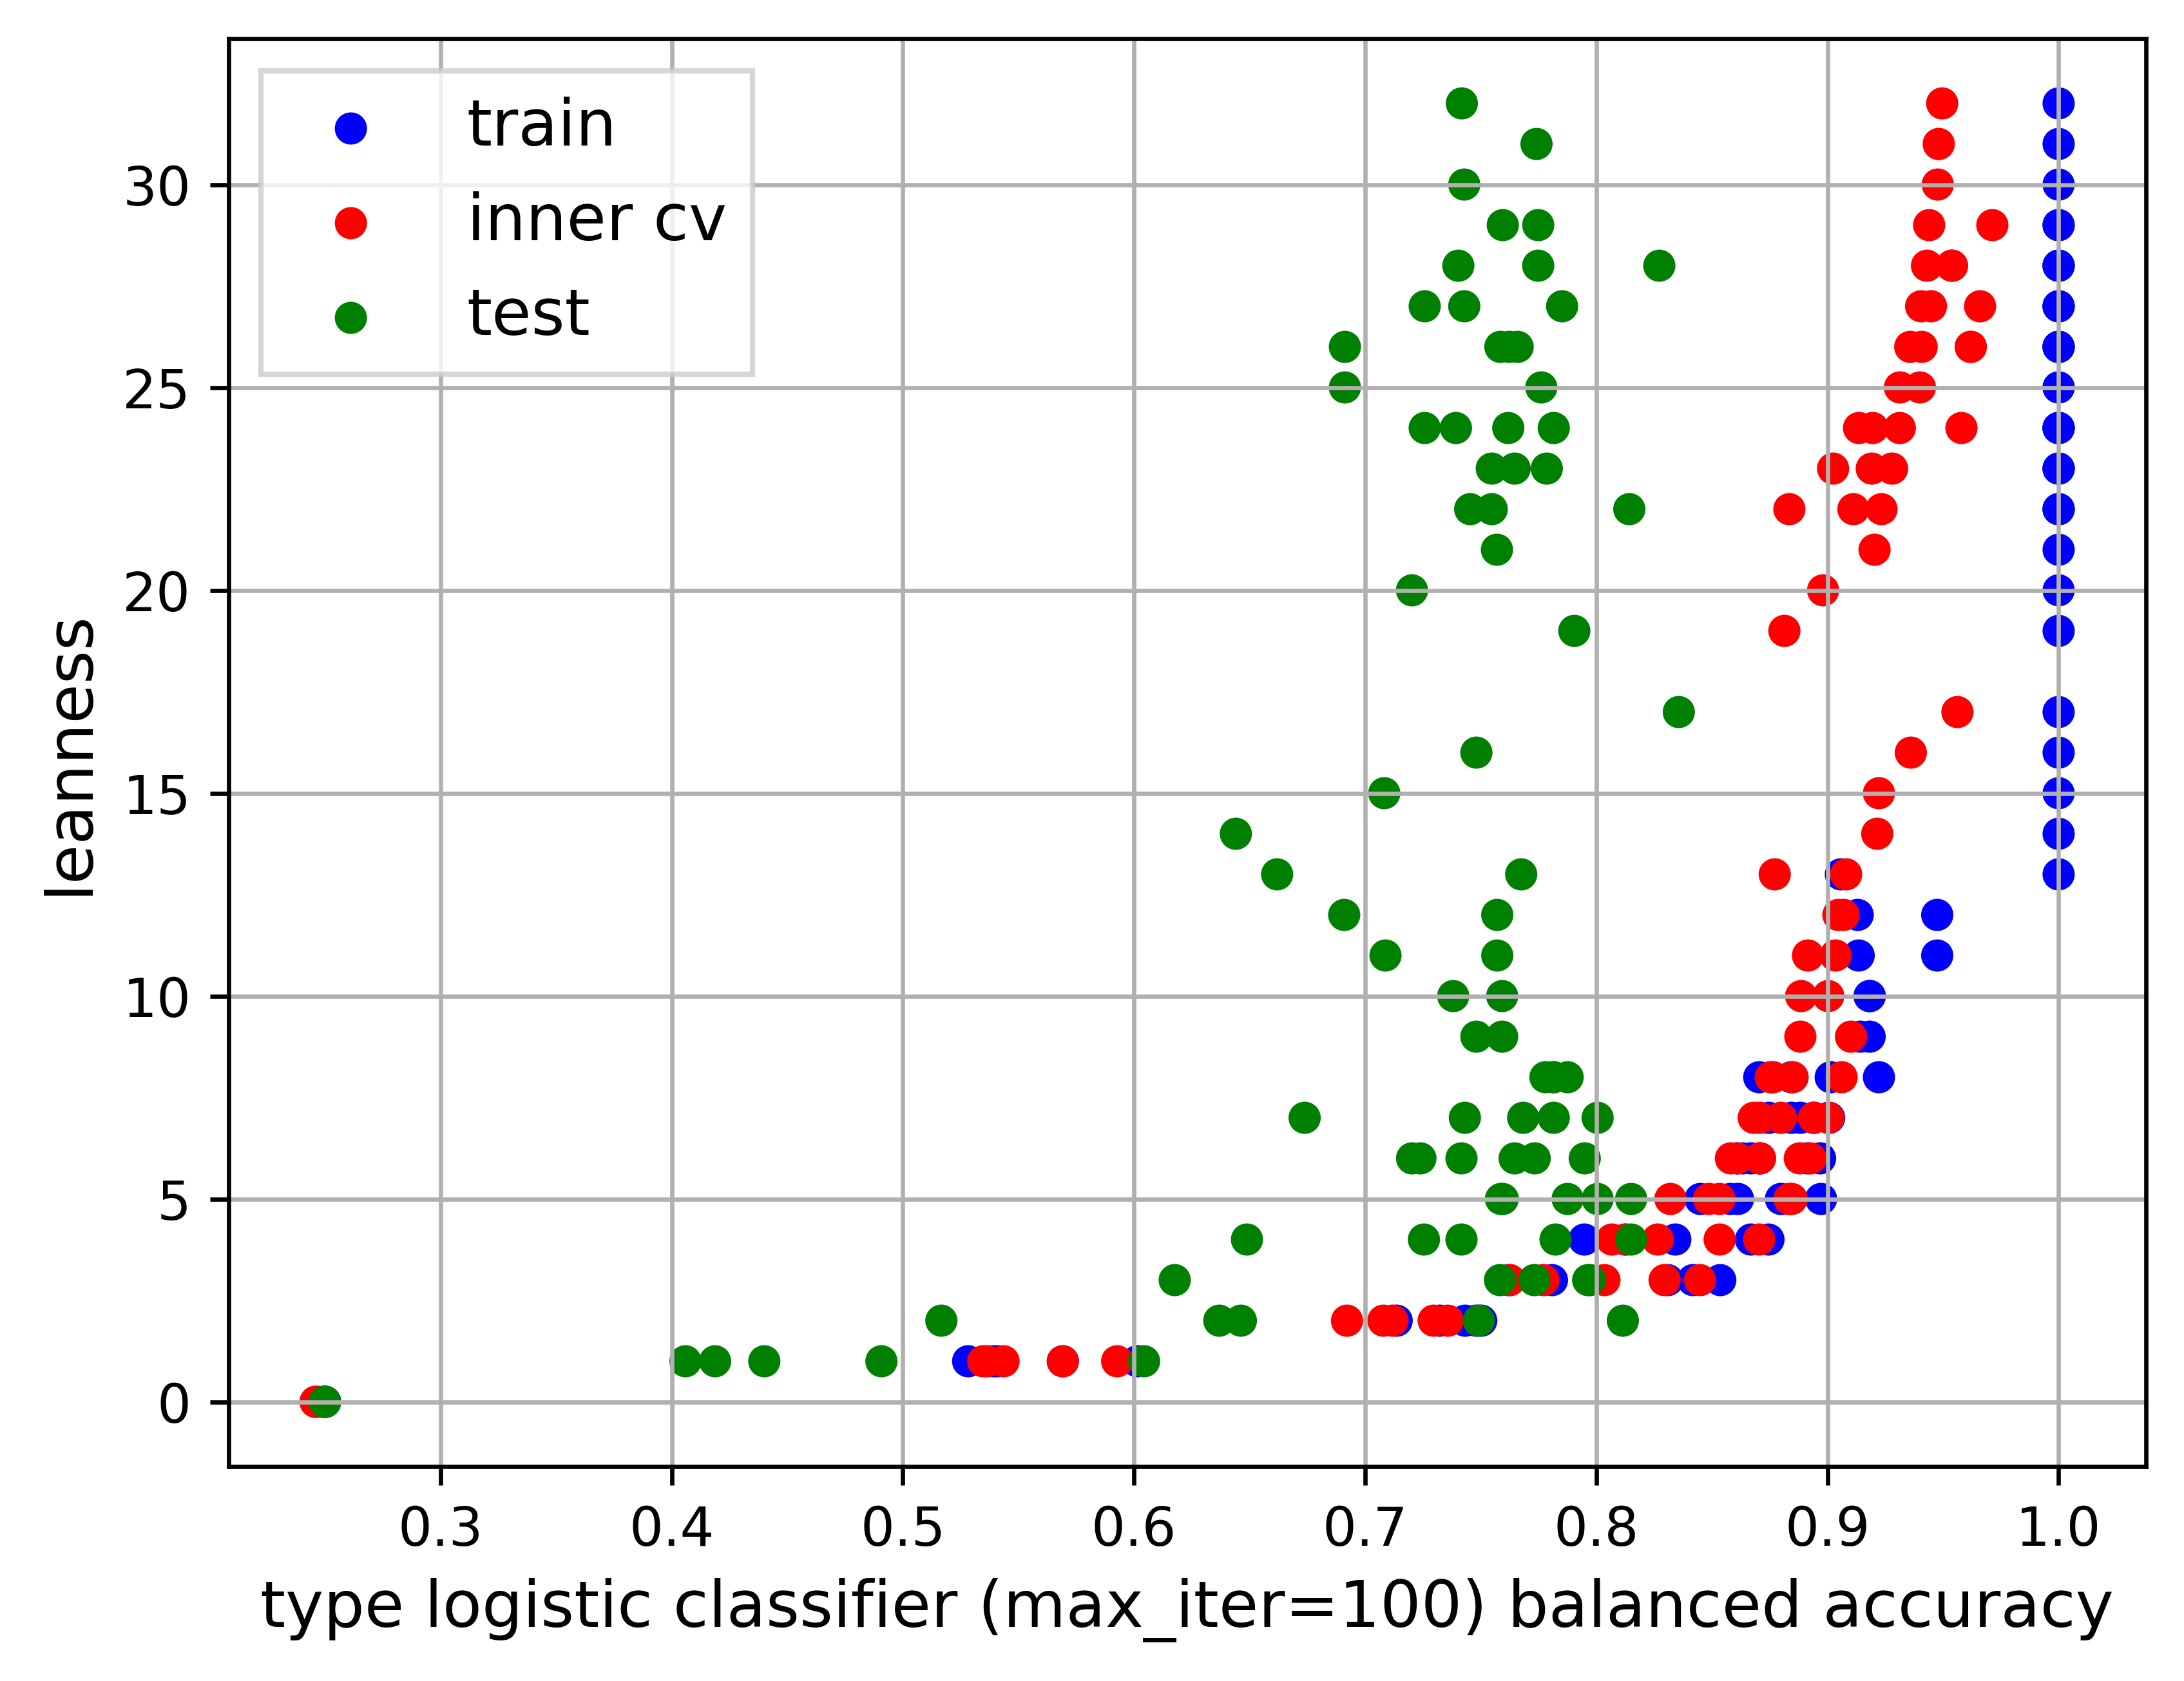 train
inner cv
test
30
25
20
15
10
5
0
leanness
0.3 0.4 0.5 0.6 0.7 0.8 0.9 1.0
type logistic classifier (max_iter=100) balanced accuracy